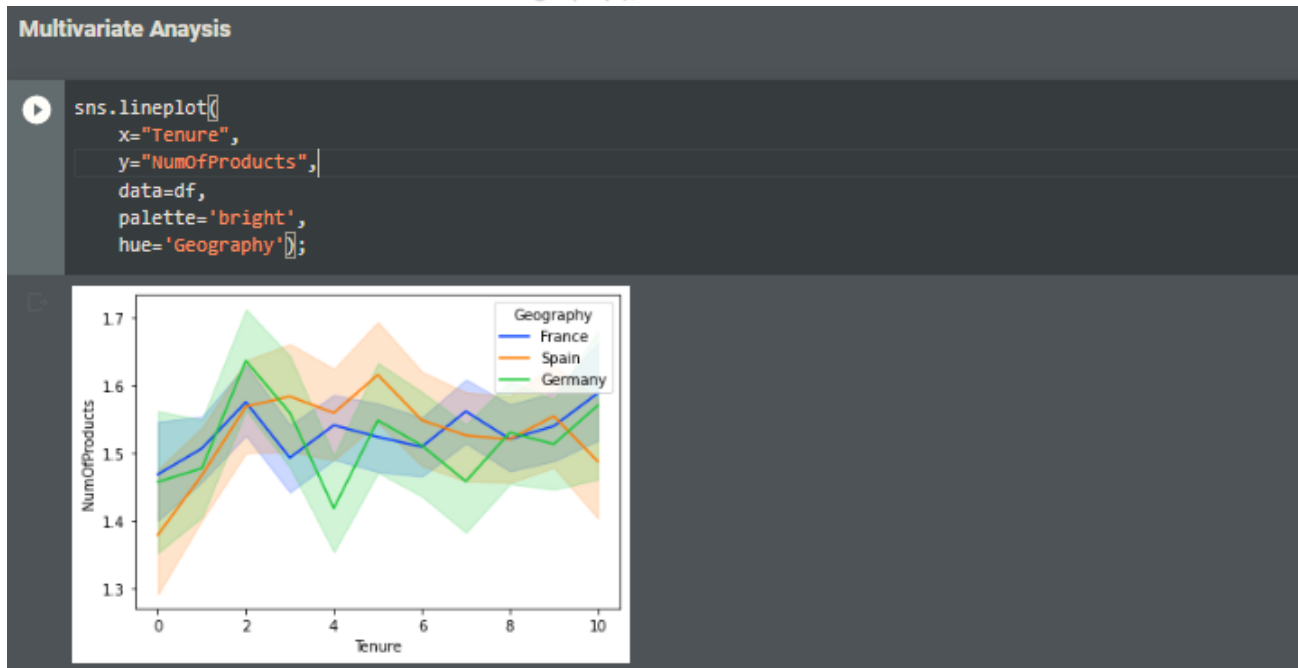 Multivariate Anaysis
sns.lineplot(
x="Tenure",
y="NumOfProducts",
data=df,
palette='bright',
hue='Geography');
1.7
1.6
1.5
1.4
1.3
NumOfProducts
Geography
France
Spain
Germany
0 2 4 6 8 10
Tenure